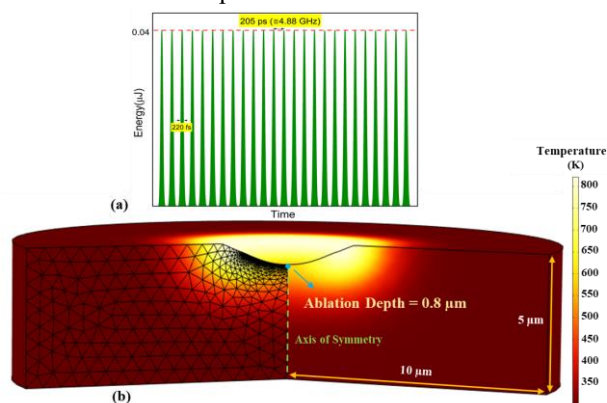 205 ps (≈4.88 GHz)
0.04
Energy(μJ)
220 fs
(a)
Time
Temperature
(K)
800
750
700
650
600
550
500
450
400
350
Ablation Depth = 0.8 μm
5 μm
Axis of Symmetry
10 μm
(b)